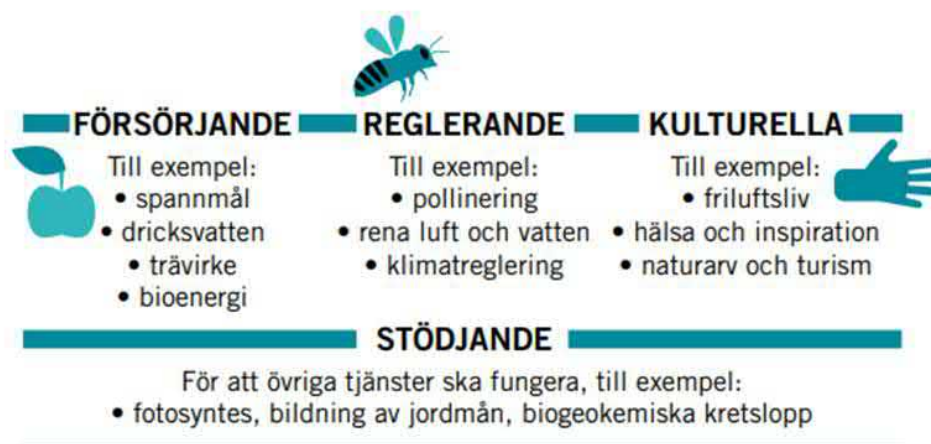 FÖRSÖRJANDE
Till exempel:
• spannmål
• dricksvatten
• trävirke
• bioenergi
REGLERANDE
Till exempel:
• pollinering
• rena luft och vatten
• klimatreglering
KULTURELLA
Till exempel:
• friluftsliv
• hälsa och inspiration
• naturarv och turism
STÖDJANDE
För att övriga tjänster ska fungera, till exempel:
• fotosyntes, bildning av jordmån, biogeokemiska kretslopp